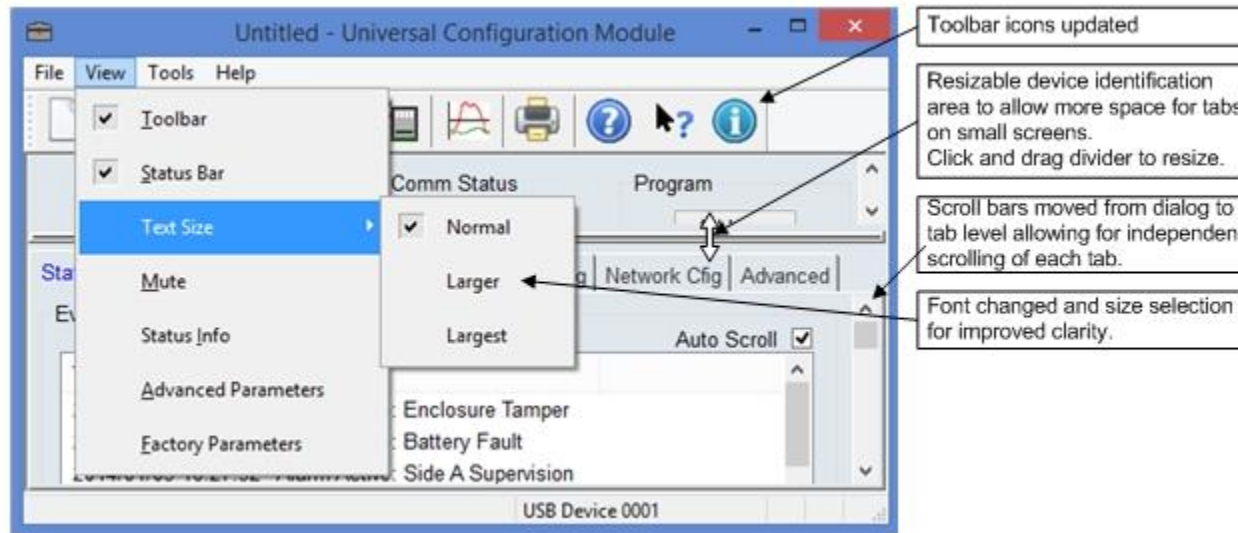 Untitled - Universal Configuration Module
File View Tools Help
Toolbar
Status Bar
Text Size
Mute
Status Info
Advanced Parameters
Factory Parameters
Normal
Larger
Largest
Comm Status
Program
Network Cfig Advanced
Auto Scroll
: Enclosure Tamper
: Battery Fault
: Side A Supervision
USB Device 0001
Toolbar icons updated
Resizable device identification
area to allow more space for tabs
on small screens.
Click and drag divider to resize.
Scroll bars moved from dialog to
tab level allowing for independen
scrolling of each tab.
Font changed and size selection
for improved clarity.